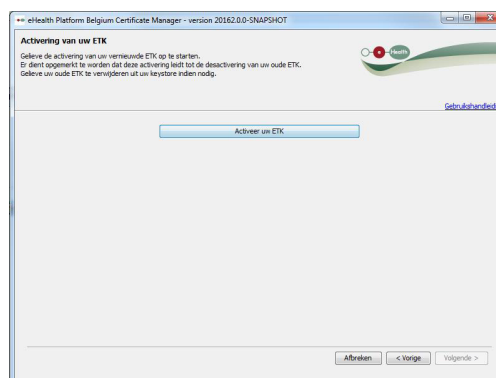 eHealth Platform Belgium Certificate Manager - version 20162.0.0-SNAPSHOT
Activering van uw ETK
Gelieve de activering van uw vernieuwde ETK op te starten.
Er dient opgemerkt te worden dat deze activering leidt tot de desactivering van uw oude ETK.
Gelieve uw oude ETK te verwijderen uit uw keystore indien nodig.
e Health
Gebruikshandleidi
Activeer uw ETK
Afbreken
< Vorige
Volgende >